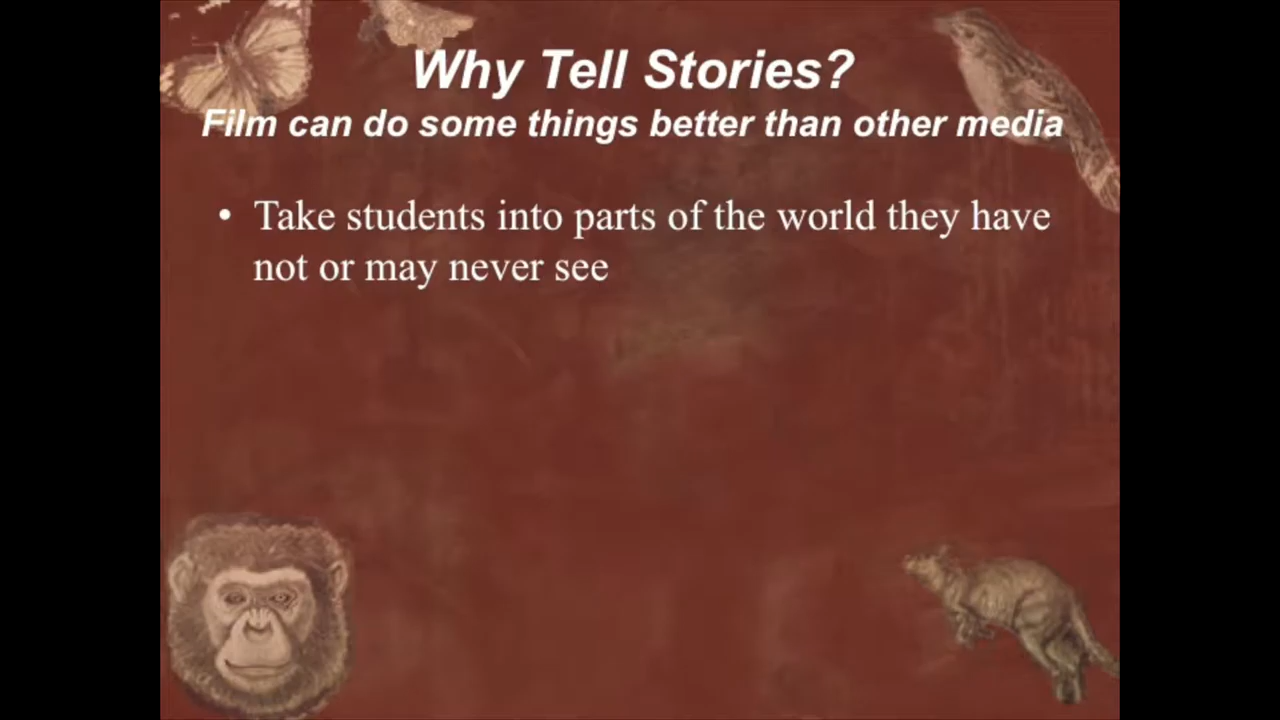 Why Tell Stories?
Film can do some things better than other media
• Take students into parts of the world they have
not or may never see